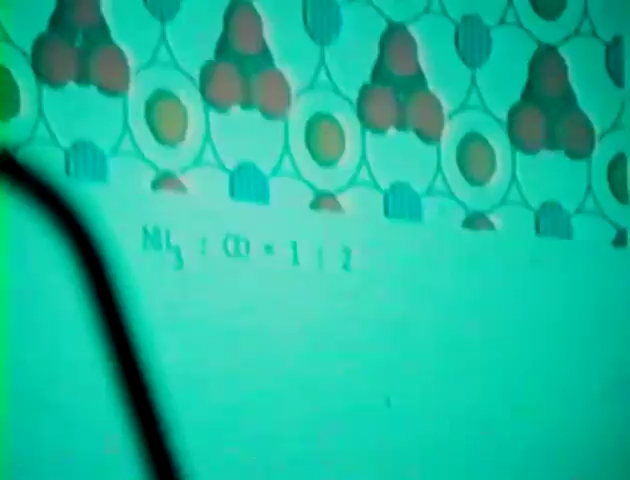 NH₃ : CO = 1 : 2